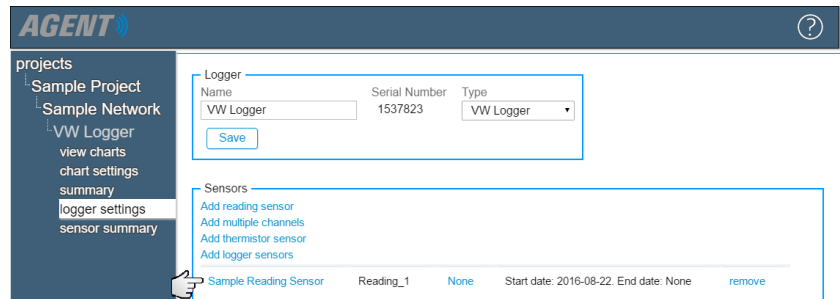 AGENT
?
projects
Sample Project
Sample Network
VW Logger
view charts
chart settings
summary
logger settings
sensor summary
Logger
Name Serial Number Type
VW Logger 1537823 VW Logger
Save
Sensors
Add reading sensor
Add multiple channels
Add thermistor sensor
Add logger sensors
Sample Reading Sensor Reading_1 None Start date: 2016-08-22. End date: None remove